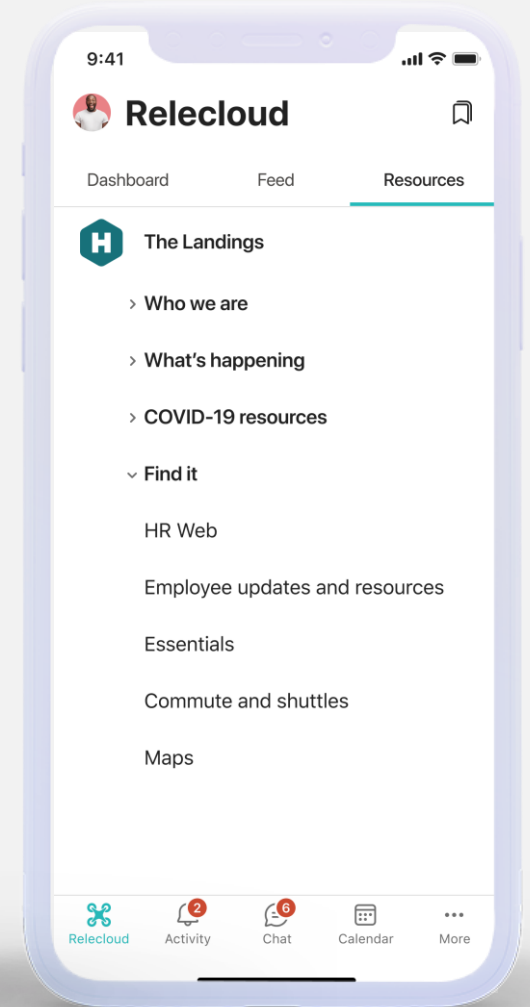 9:41
Relecloud
Dashboard Feed Resources
H The Landings
Who we are
What's happening
COVID-19 resources
Find it
HR Web
Employee updates and resources
Essentials
Commute and shuttles
Maps
2 6
Relecloud Activity Chat Calendar More